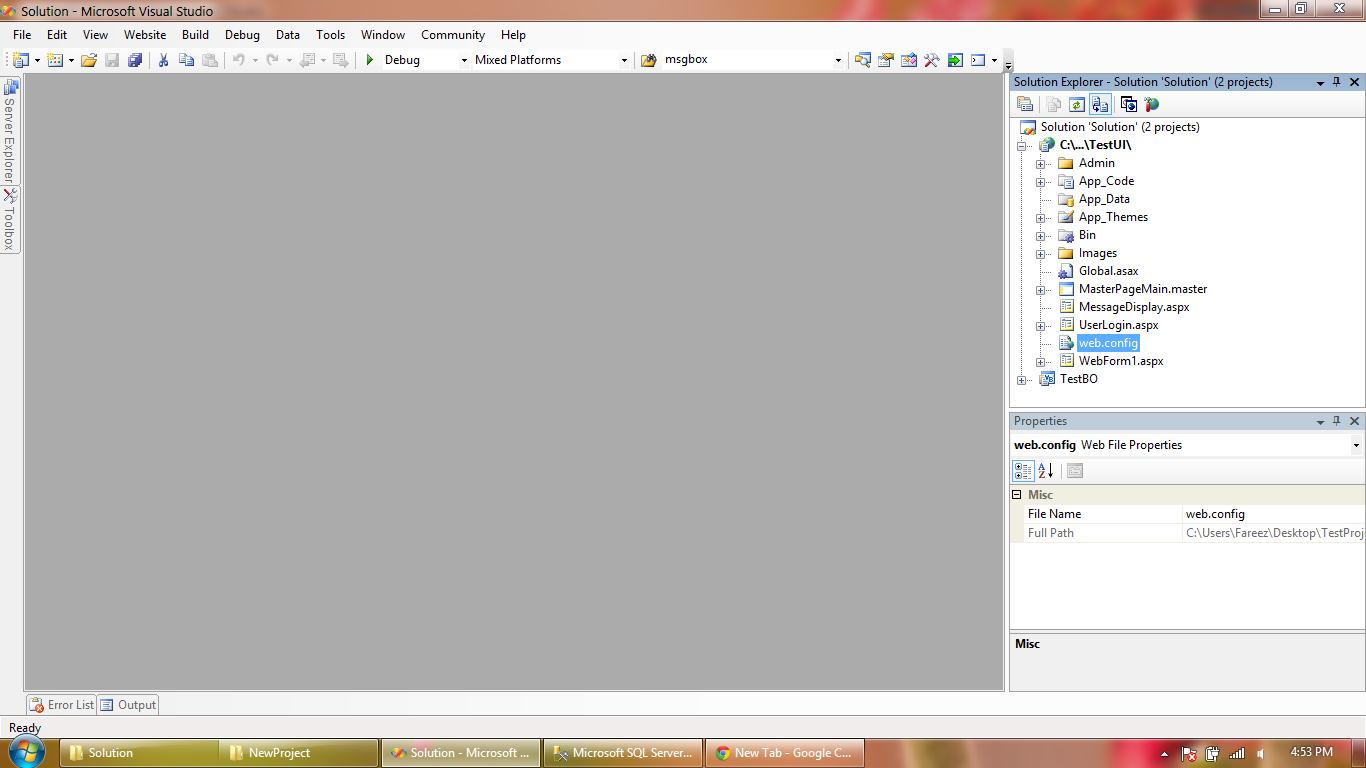 Solution - Microsoft Visual Studio
File Edit View Website Build Debug Data Tools Window Community Help
Debug Mixed Platforms msgbox
Server Explorer
Toolbox
Solution Explorer - Solution 'Solution' (2 projects)
Solution 'Solution' (2 projects)
C:\...\TestUI\
Admin
App_Code
App_Data
App_Themes
Bin
Images
Global.asax
MasterPageMain.master
MessageDisplay.aspx
UserLogin.aspx
web.config
WebForm1.aspx
TestBO
Properties
web.config Web File Properties
Misc
File Name web.config
Full Path C:\Users\Fareez\Desktop\TestProj
Misc
Error List Output
Ready
Solution NewProject Solution - Microsoft ... Microsoft SQL Server... New Tab - Google C... 4:53 PM